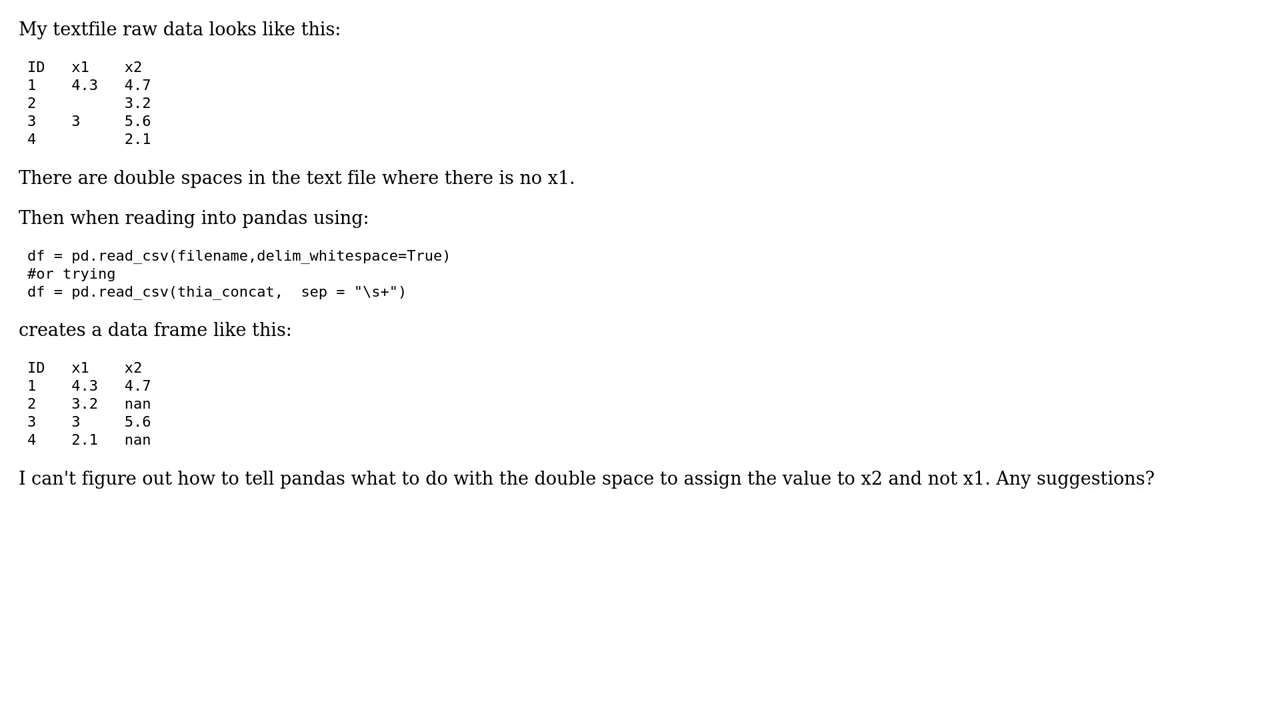 My textfile raw data looks like this:
ID   x1    x2
1    4.3   4.7
2          3.2
3    3     5.6
4          2.1
There are double spaces in the text file where there is no x1.
Then when reading into pandas using:
df = pd.read_csv(filename,delim_whitespace=True)
#or trying
df = pd.read_csv(thia_concat,  sep = "\s+")
creates a data frame like this:
ID   x1    x2
1    4.3   4.7
2    3.2   nan
3    3     5.6
4    2.1   nan
I can't figure out how to tell pandas what to do with the double space to assign the value to x2 and not x1. Any suggestions?